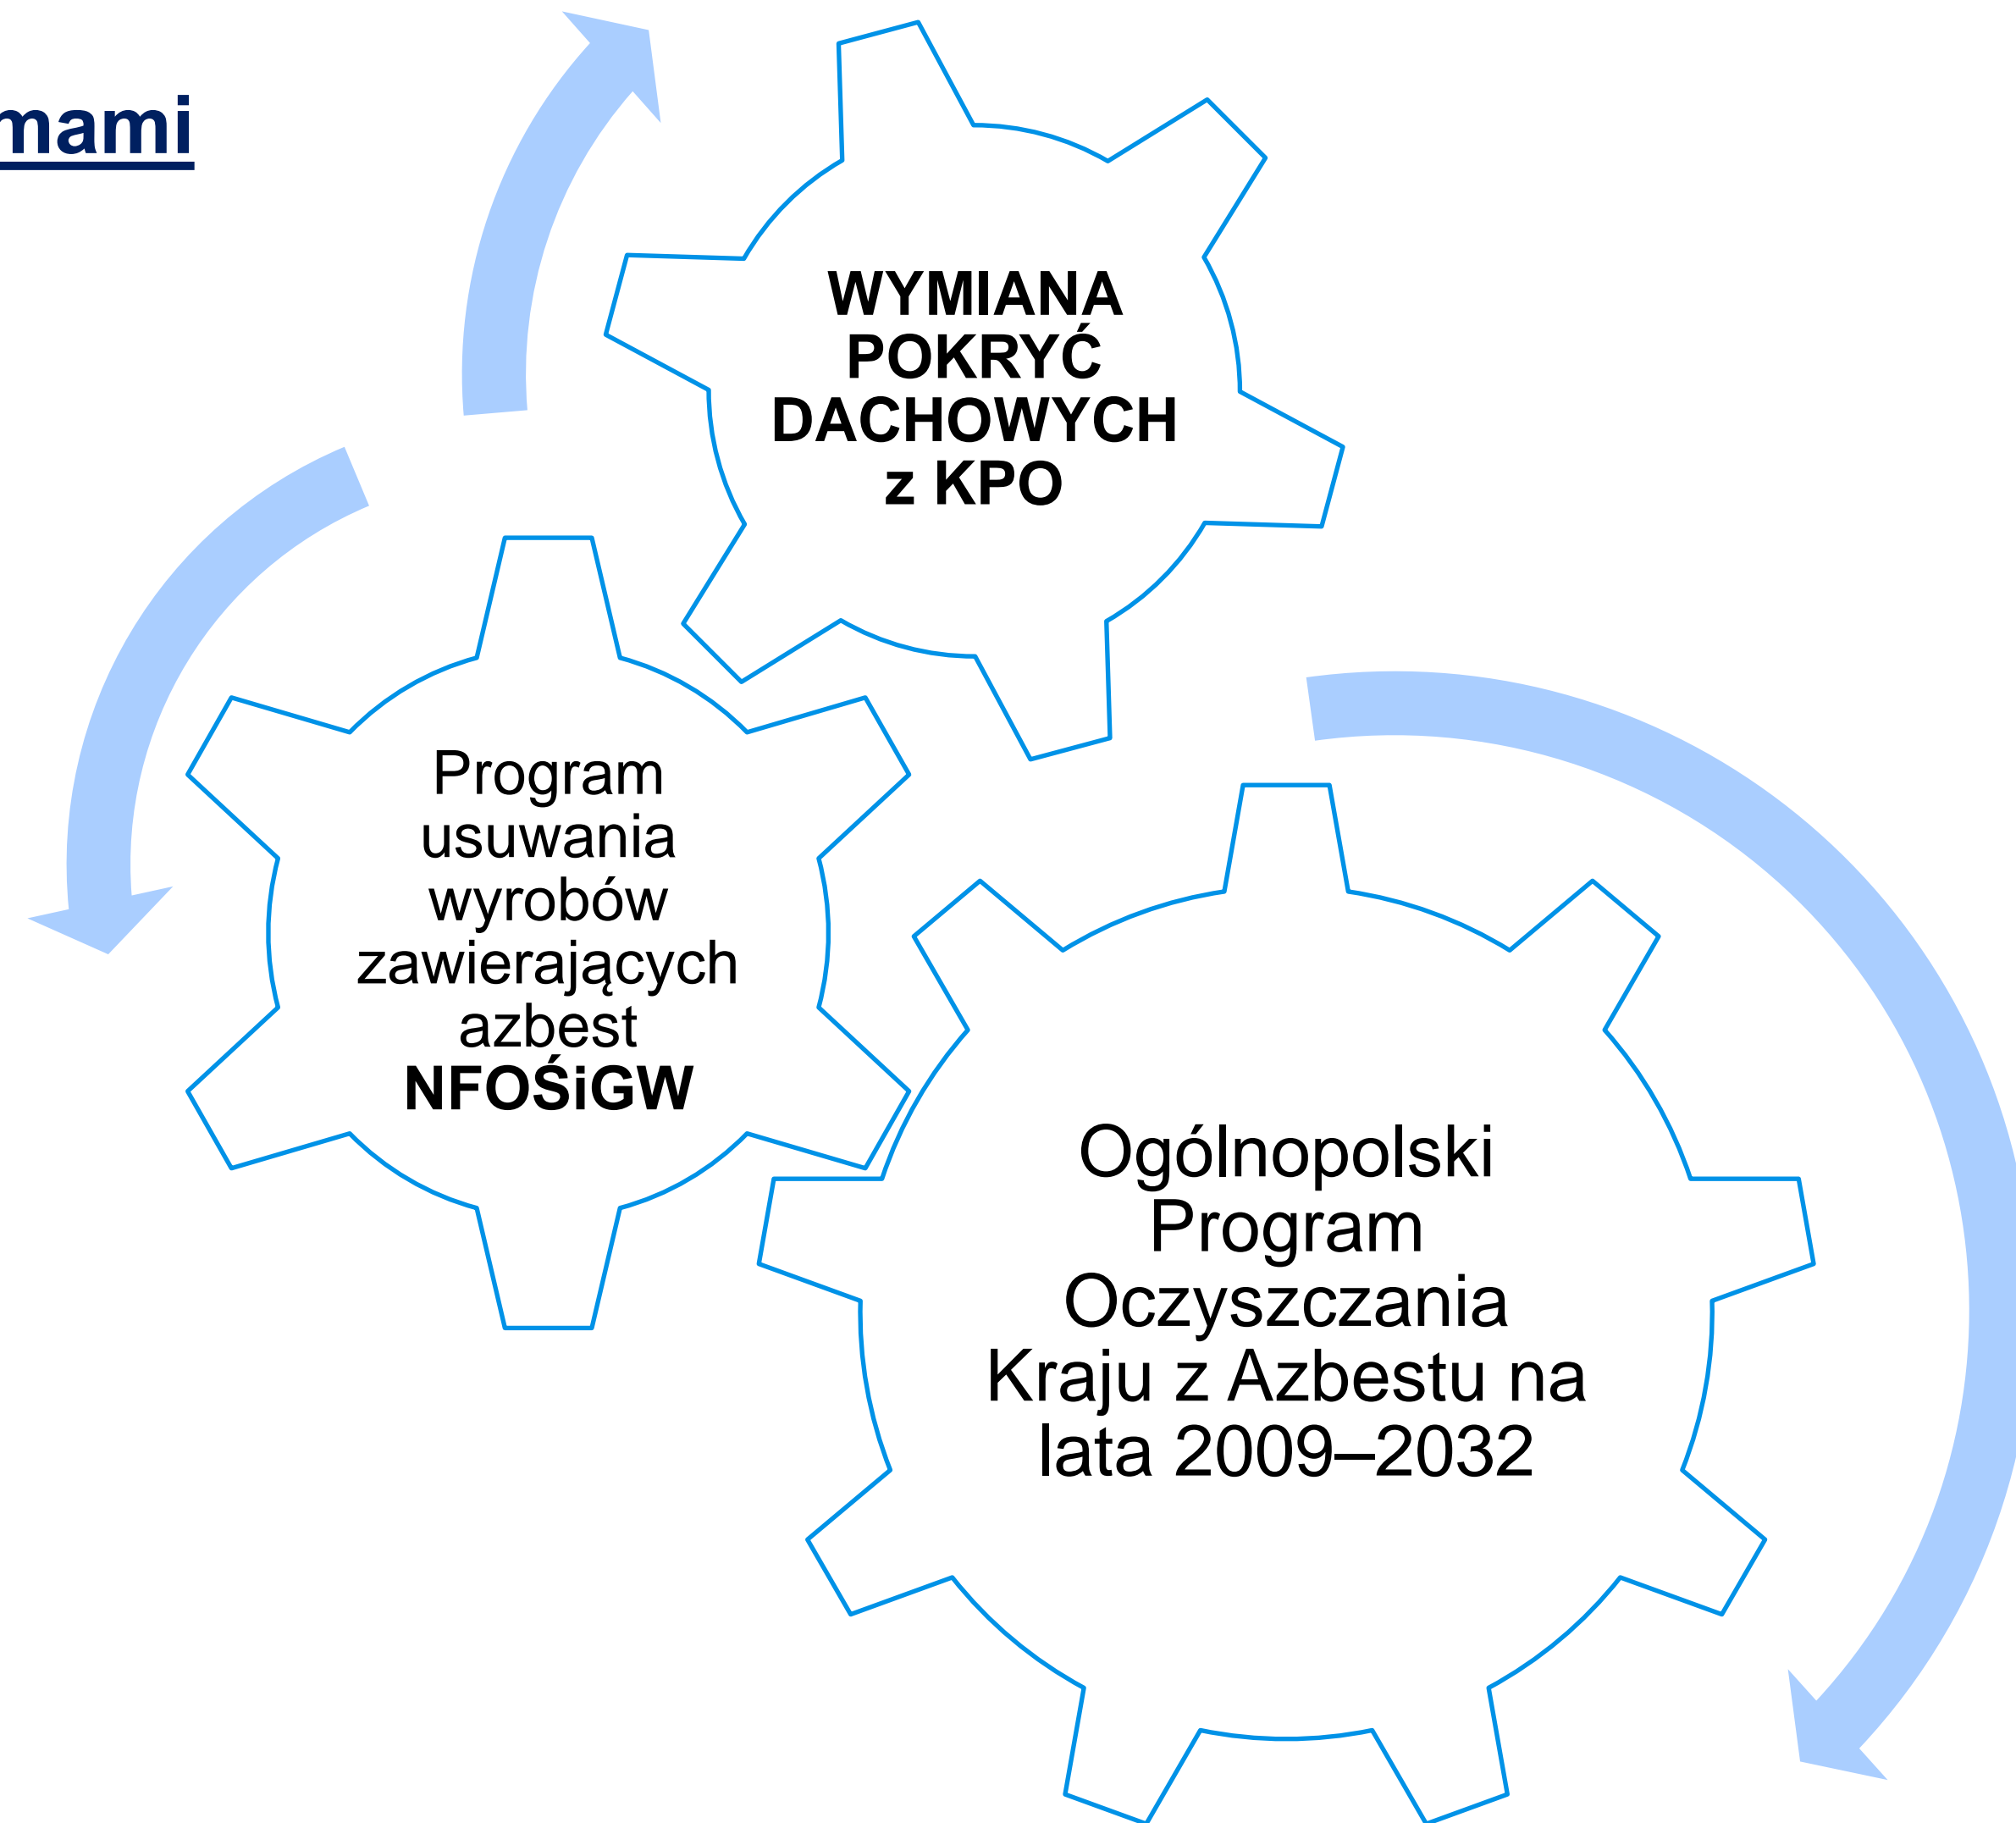 mami
WYMIANA
POKRYĆ
DACHOWYCH
z KPO
Program
usuwania
wyrobów
zawierających
azbest
NFOŚiGW
Ogólnopolski
Program
Oczyszczania
Kraju z Azbestu na
lata 2009–2032